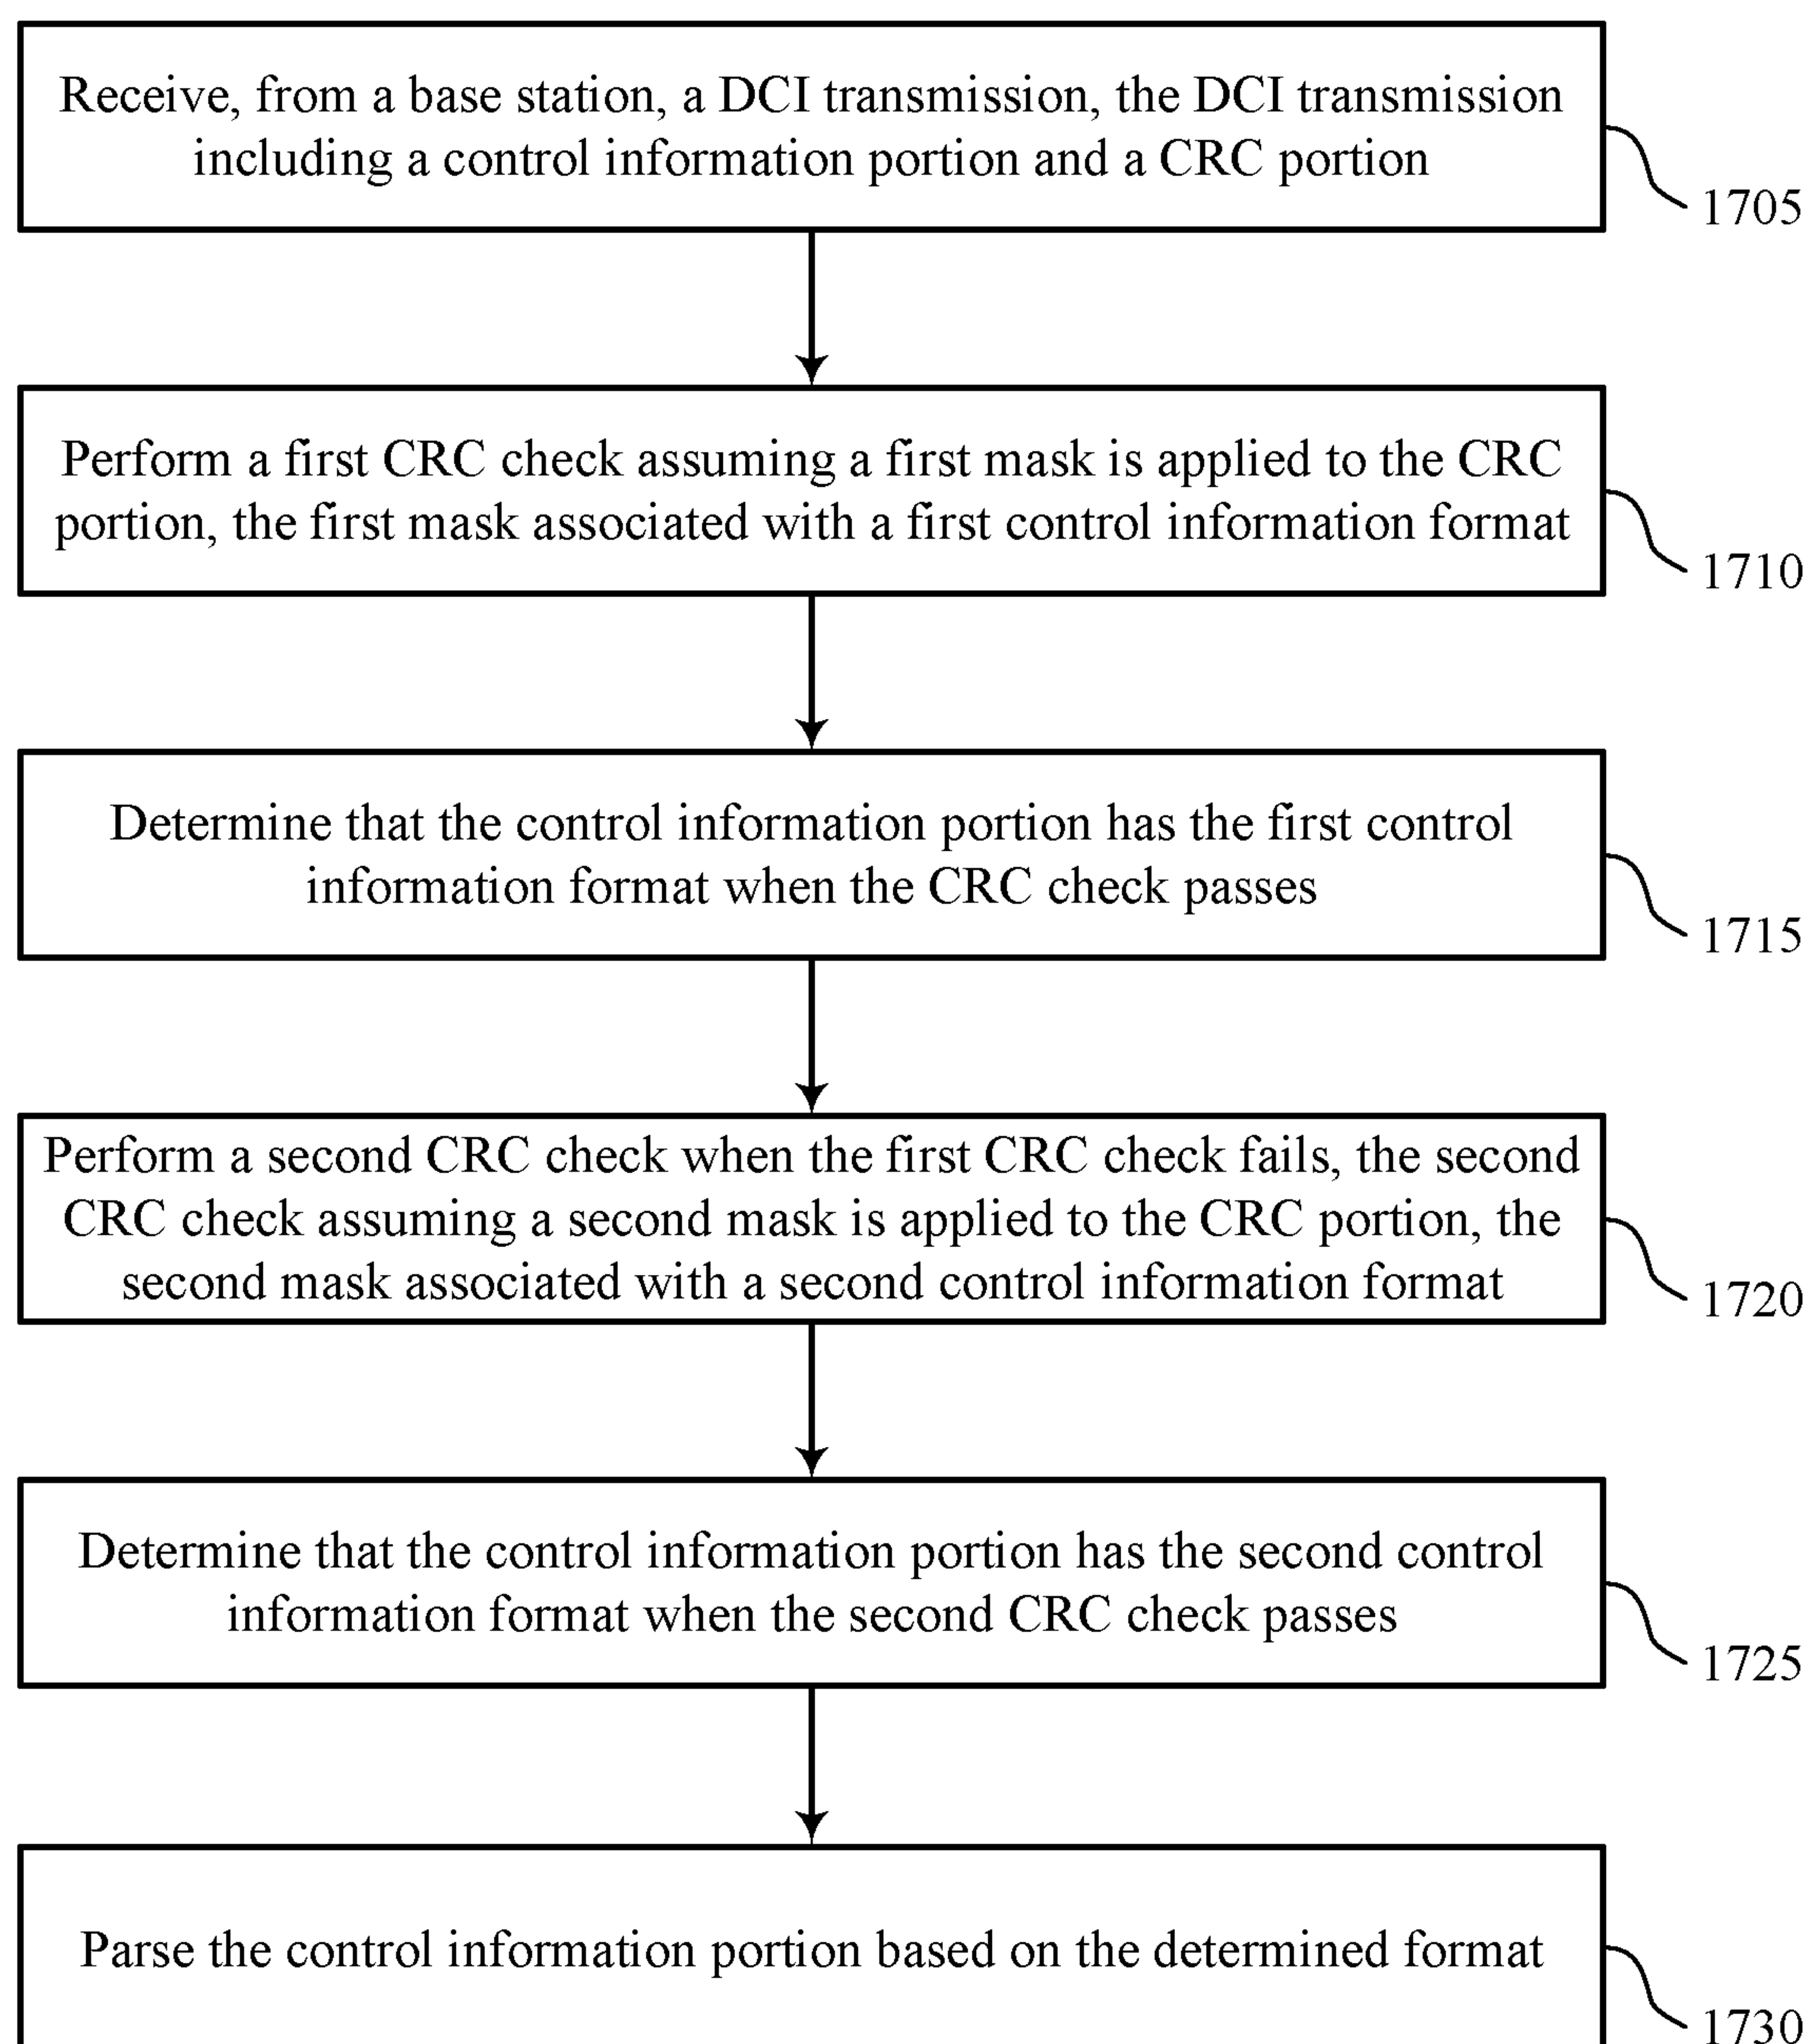 Receive, from a base station, a DCI transmission, the DCI transmission
including a control information portion and a CRC portion
1705
Perform a first CRC check assuming a first mask is applied to the CRC
portion, the first mask associated with a first control information format
1710
Determine that the control information portion has the first control
information format when the CRC check passes
1715
Perform a second CRC check when the first CRC check fails, the second
CRC check assuming a second mask is applied to the CRC portion, the
second mask associated with a second control information format
1720
Determine that the control information portion has the second control
information format when the second CRC check passes
1725
Parse the control information portion based on the determined format
1730